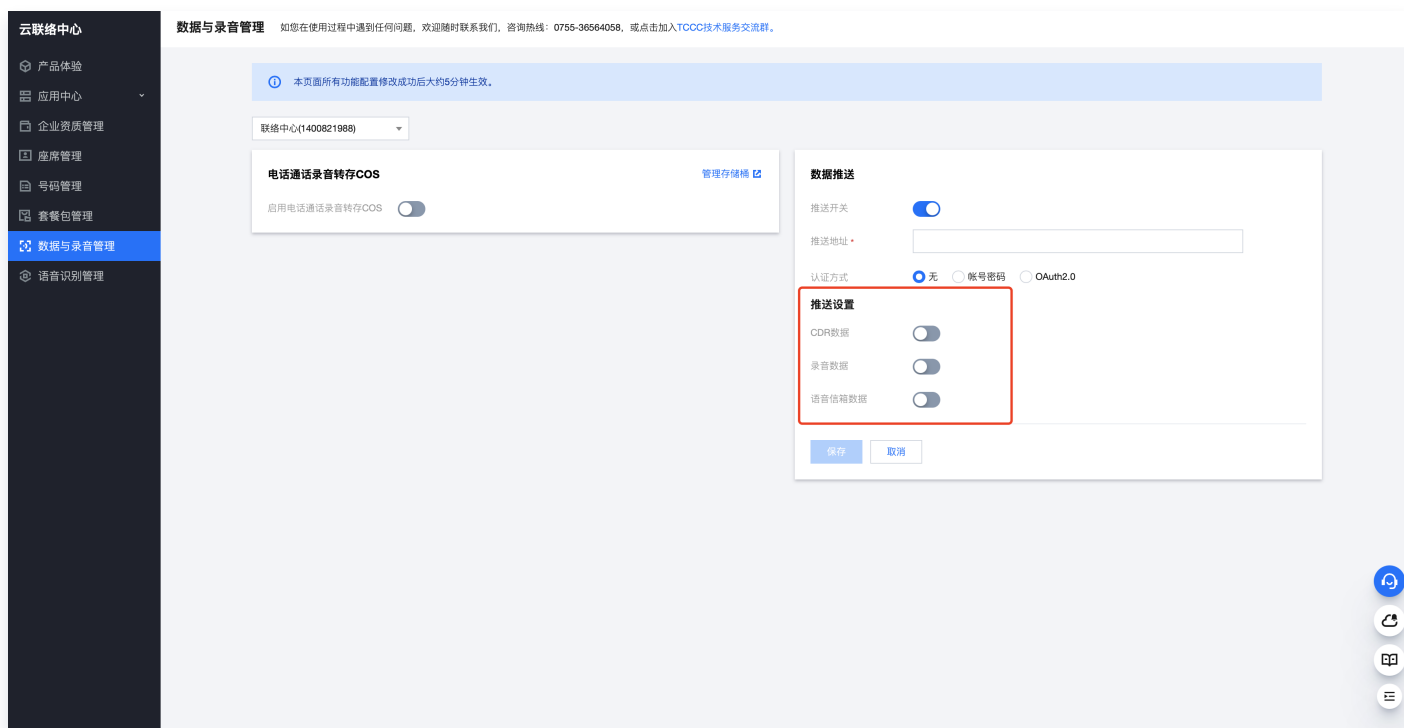 云联络中心
数据与录音管理 如您在使用过程中遇到任何问题，欢迎随时联系我们，咨询热线：0755-36564058，或点击加入TCCC技术服务交流群。
产品体验
应用中心
企业资质管理
座席管理
号码管理
套餐包管理
数据与录音管理
语音识别管理
本页面所有功能配置修改成功后大约5分钟生效。
联络中心(1400821988)
电话通话录音转存COS 管理存储桶
启用电话通话录音转存COS
数据推送
推送开关
推送地址 *
认证方式 无 帐号密码 OAuth2.0
推送设置
CDR数据
录音数据
语音信箱数据
保存 取消